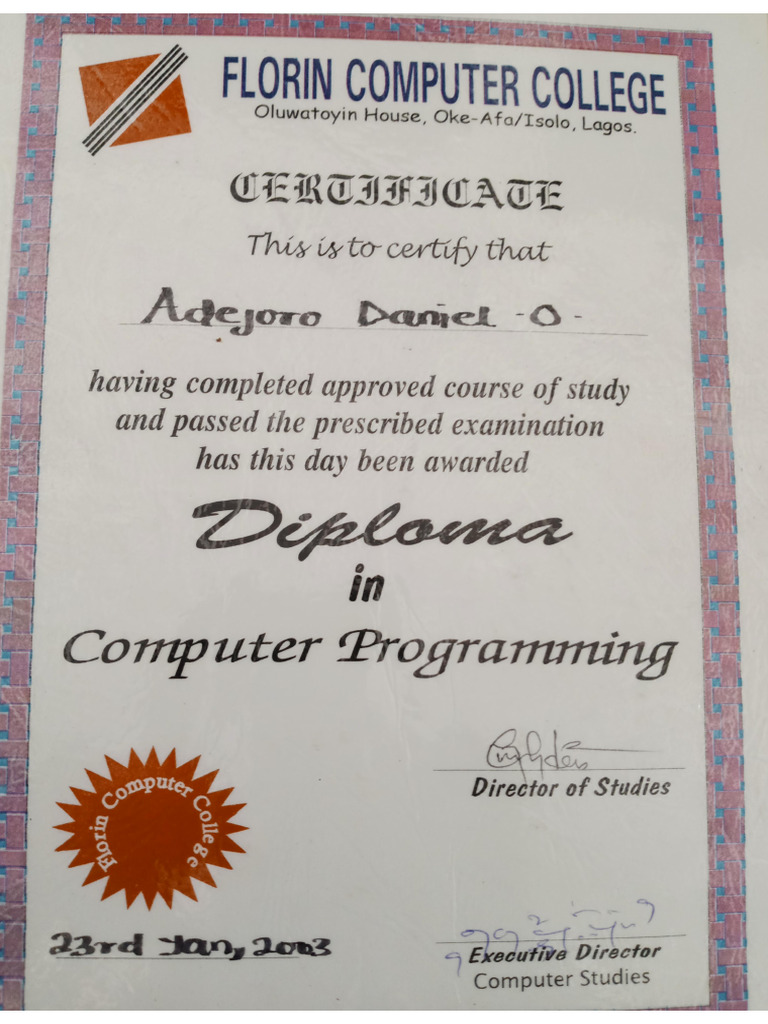 FLORIN COMPUTER COLLEGE
Oluwatoyin House, Oke-Afa/Isolo, Lagos.
CERTIFICATE
This is to certify that
Adejoro Daniel -O-
having completed approved course of study
and passed the prescribed examination
has this day been awarded
Diploma
in
Computer Programming
Director of Studies
Florin Computer College
23rd Jan, 2003
Executive Director
Computer Studies